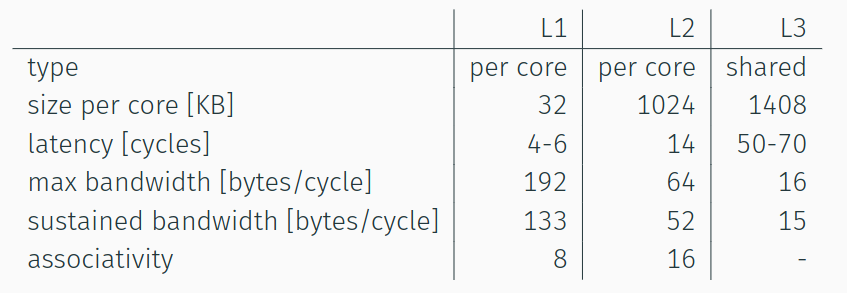 L1 L2 L3
type per core per core shared
size per core [KB] 32 1024 1408
latency [cycles] 4-6 14 50-70
max bandwidth [bytes/cycle] 192 64 16
sustained bandwidth [bytes/cycle] 133 52 15
associativity 8 16 -